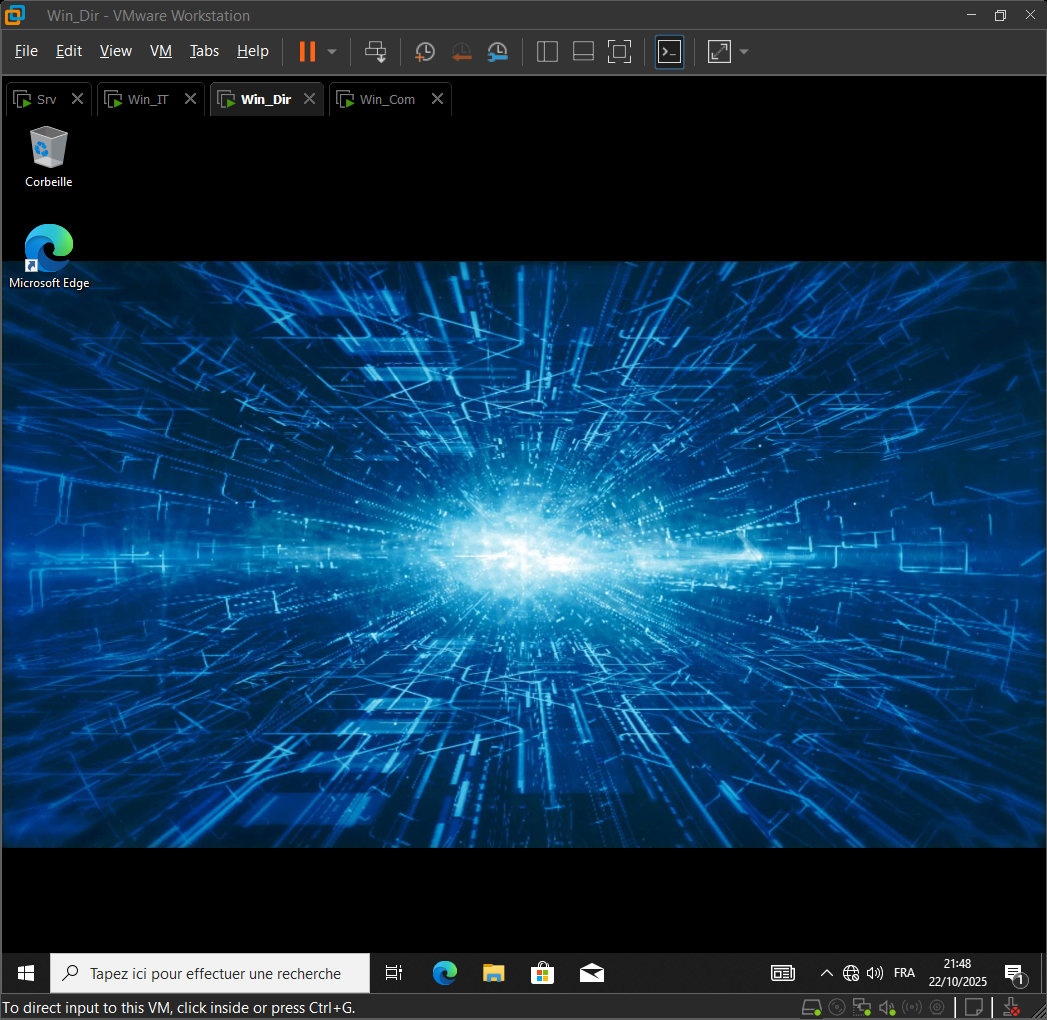 Win_Dir - VMware Workstation
File Edit View VM Tabs Help
Srv Win_IT Win_Dir Win_Com
Corbeille
Microsoft Edge
Tapez ici pour effectuer une recherche
FRA
21:48
22/10/2025
1
To direct input to this VM, click inside or press Ctrl+G.